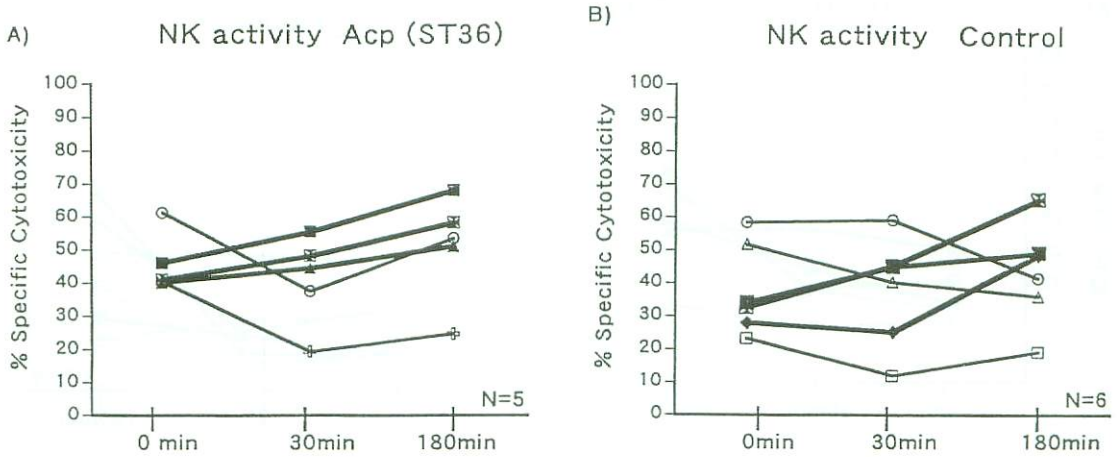 A)
NK activity Acp (ST36)
% Specific Cytotoxicity
100
90
80
70
60
50
40
30
20
10
0
N=5
0 min
30min
180min
B)
NK activity Control
% Specific Cytotoxicity
100
90
80
70
60
50
40
30
20
10
0
N=6
0min
30min
180min